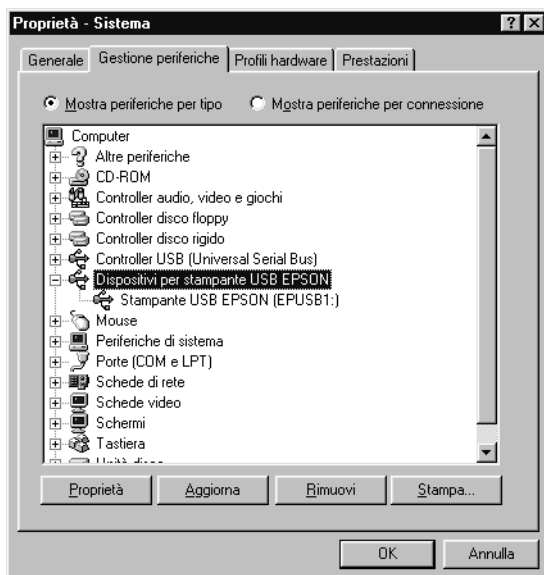 Proprietà - Sistema
Generale Gestione periferiche Profili hardware Prestazioni
Mostra periferiche per tipo Mostra periferiche per connessione
Computer
Altre periferiche
CD-ROM
Controller audio, video e giochi
Controller disco floppy
Controller disco rigido
Controller USB (Universal Serial Bus)
Dispositivi per stampante USB EPSON
Stampante USB EPSON (EPUSB1:)
Mouse
Periferiche di sistema
Porte (COM e LPT)
Schede di rete
Schede video
Schermi
Tastiera
Unità disco
Proprietà Aggiorna Rimuovi Stampa...
OK Annulla